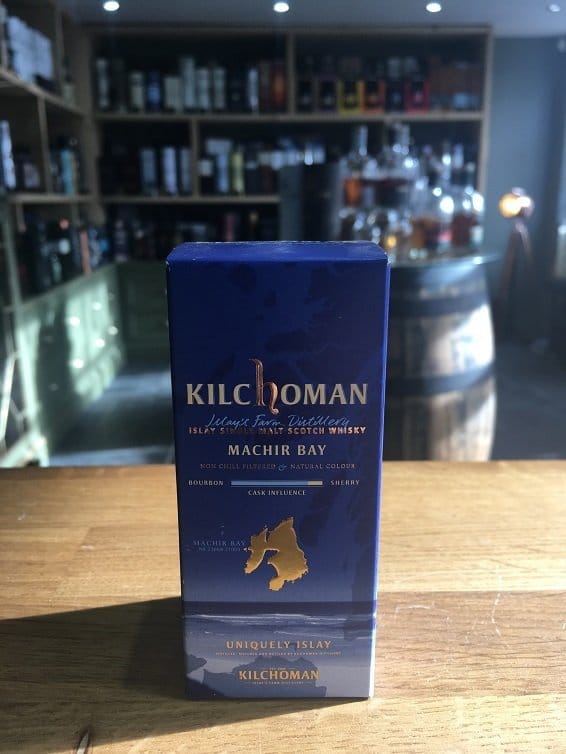 KILCHOMAN
Islay's Farm Distillery
ISLAY SINGLE MALT SCOTCH WHISKY
MACHIR BAY
NON CHILL FILTERED & NATURAL COLOUR
BOURBON SHERRY
CASK INFLUENCE
MACHIR BAY
UNIQUELY ISLAY
KILCHOMAN